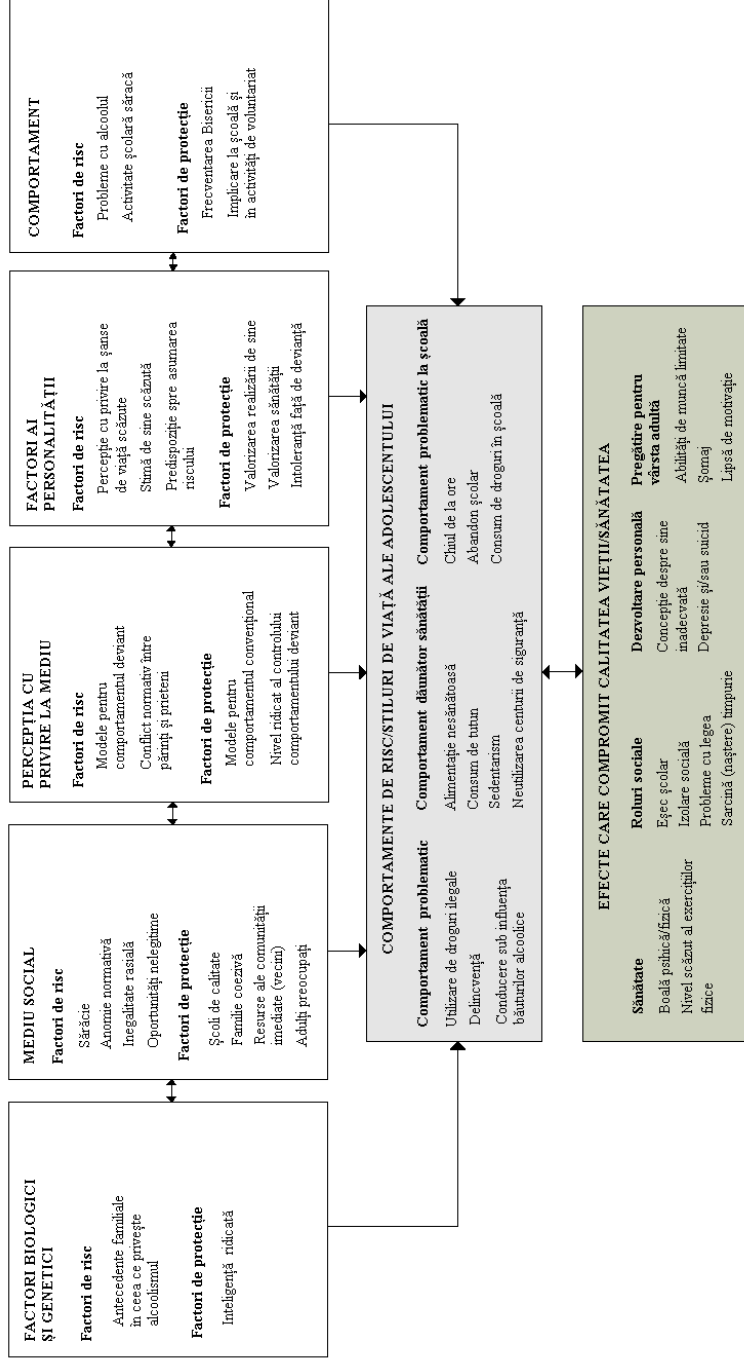 FACTORI BIOLOGICI
ȘI GENETICI
Factori de risc
Antecedente familiale
în ceea ce privește
alcoolismul
Factori de protecție
Inteligență ridicată
MEDIU SOCIAL
Factori de risc
Sărăcie
Anomie normativă
Inegalitate rasială
Oportunități nelegitime
Factori de protecție
Școli de calitate
Familie coezivă
Resurse ale comunității
imediate (vecini)
Adulți preocupați
PERCEPȚIA CU
PRIVIRE LA MEDIU
Factori de risc
Modele pentru
comportamentul deviant
Conflict normativ între
părinți și prieteni
Factori de protecție
Modele pentru
comportamentul convențional
Nivel ridicat al controlului
comportamentului deviant
FACTORI AI
PERSONALITĂȚII
Factori de risc
Percepție cu privire la șanse
de viață scăzute
Stimă de sine scăzută
Predispoziție spre asumarea
riscului
Factori de protecție
Valorizarea realizării de sine
Valorizarea sănătății
Intoleranță față de devianță
COMPORTAMENT
Factori de risc
Probleme cu alcoolul
Activitate școlară săracă
Factori de protecție
Frecventarea Bisericii
Implicare la școală și
în activități de voluntariat
COMPORTAMENTE DE RISC/STILURI DE VIAȚĂ ALE ADOLESCENTULUI
Comportament problematic
Utilizare de droguri ilegale
Delincvență
Conducere sub influența
băuturilor alcoolice
Comportament dăunător sănătății
Alimentație nesănătoasă
Consum de tutun
Sedentarism
Neutilizarea centurii de siguranță
Comportament problematic la școală
Chiul de la ore
Abandon școlar
Consum de droguri în școală
EFECTE CARE COMPROMIT CALITATEA VIEȚII/SĂNĂTATEA
Sănătate
Boală psihică/fizică
Nivel scăzut al exercițiilor
fizice
Roluri sociale
Eșec școlar
Izolare socială
Probleme cu legea
Sarcină (naștere) timpurie
Dezvoltare personală
Concepție despre sine
inadecvată
Depresie și/sau suicid
Pregătire pentru
vârsta adultă
Abilități de muncă limitate
Șomaj
Lipsă de motivație